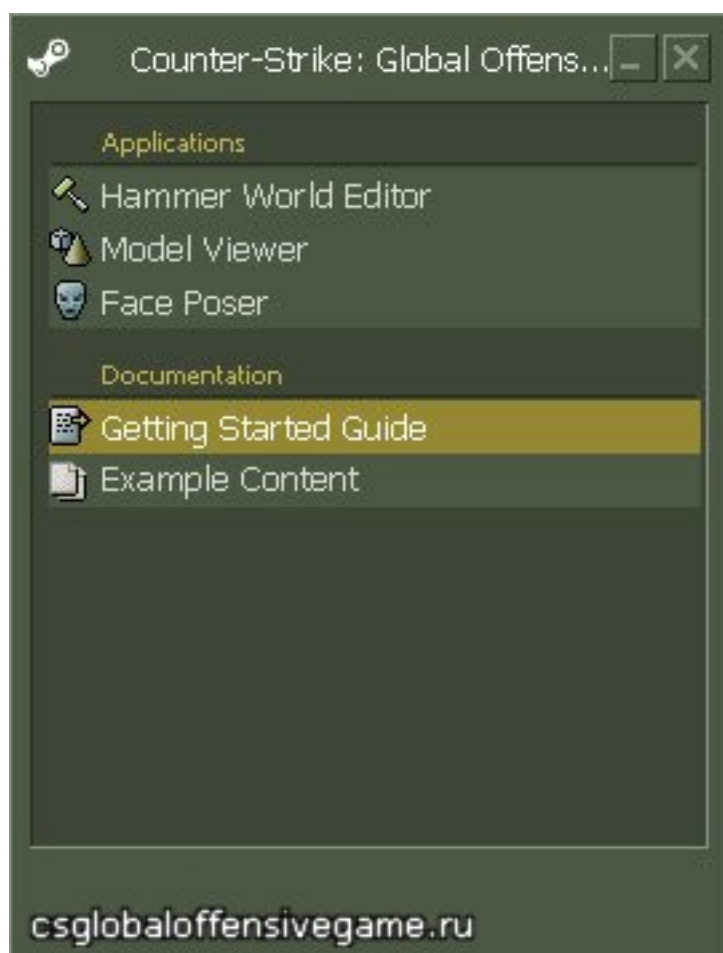 Counter-Strike: Global Offens...
Applications
Hammer World Editor
Model Viewer
Face Poser
Documentation
Getting Started Guide
Example Content
csglobaloffensivegame.ru